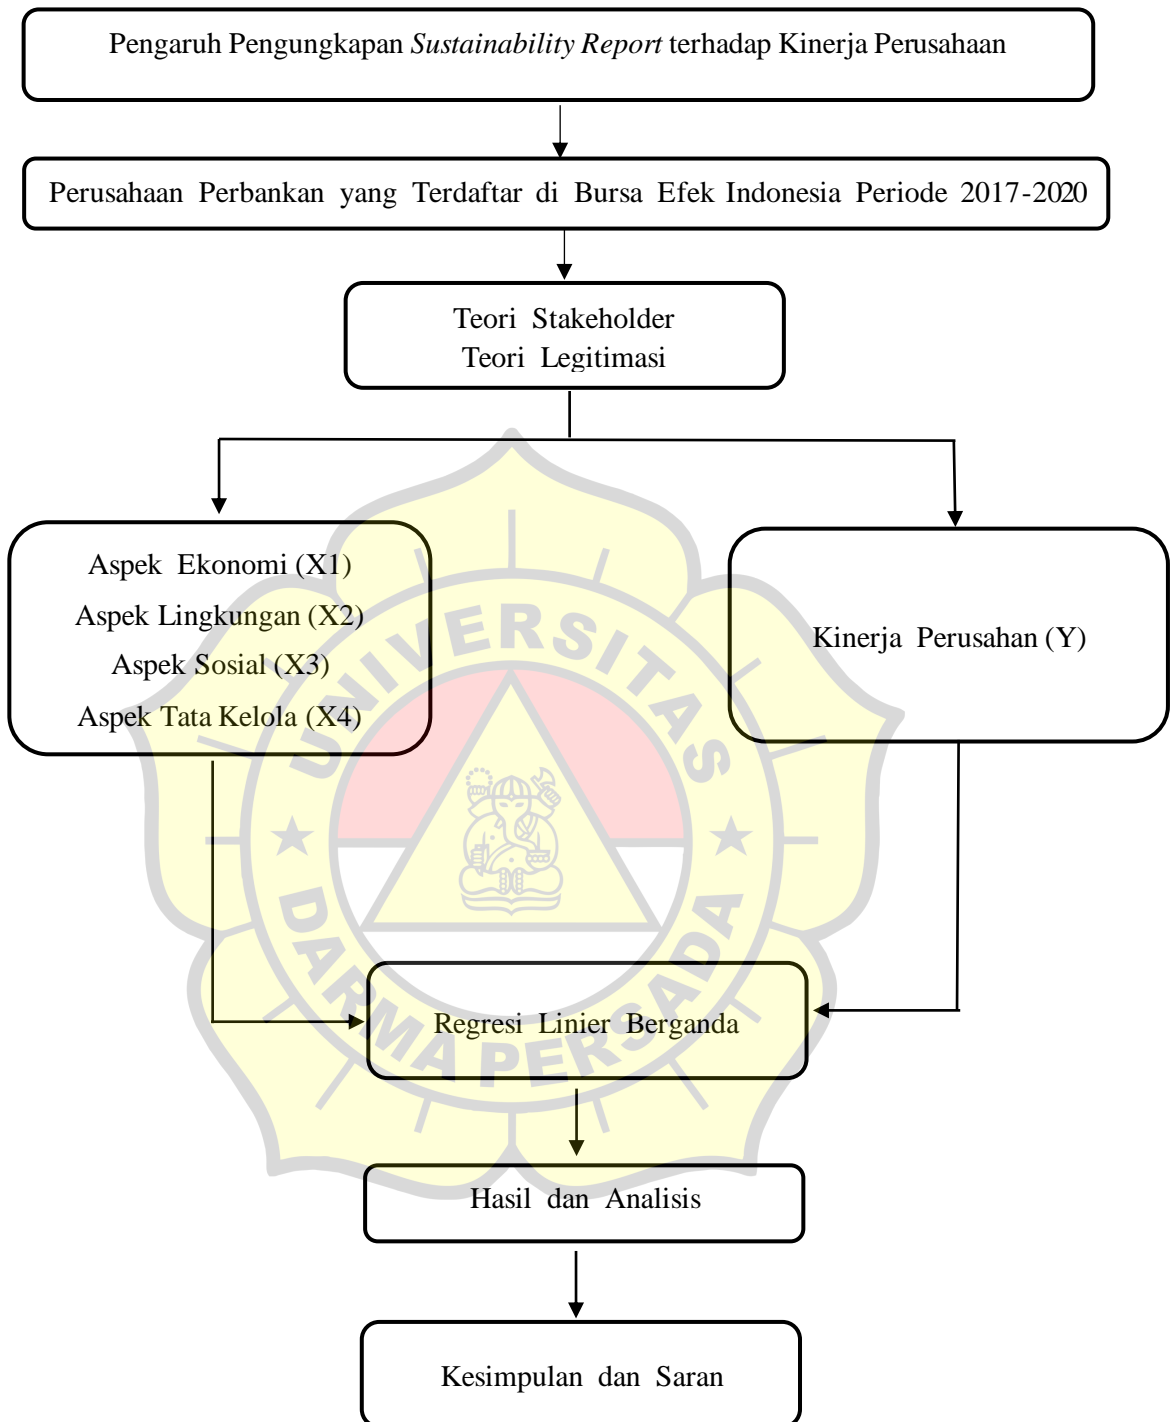 Pengaruh Pengungkapan Sustainability Report terhadap Kinerja Perusahaan
Perusahaan Perbankan yang Terdaftar di Bursa Efek Indonesia Periode 2017-2020
Teori Stakeholder
Teori Legitimasi
Aspek Ekonomi (X1)
Aspek Lingkungan (X2)
Aspek Sosial (X3)
Aspek Tata Kelola (X4)
Kinerja Perusahan (Y)
UNIVERSITAS
DARMA PERSADA
Regresi Linier Berganda
Hasil dan Analisis
Kesimpulan dan Saran